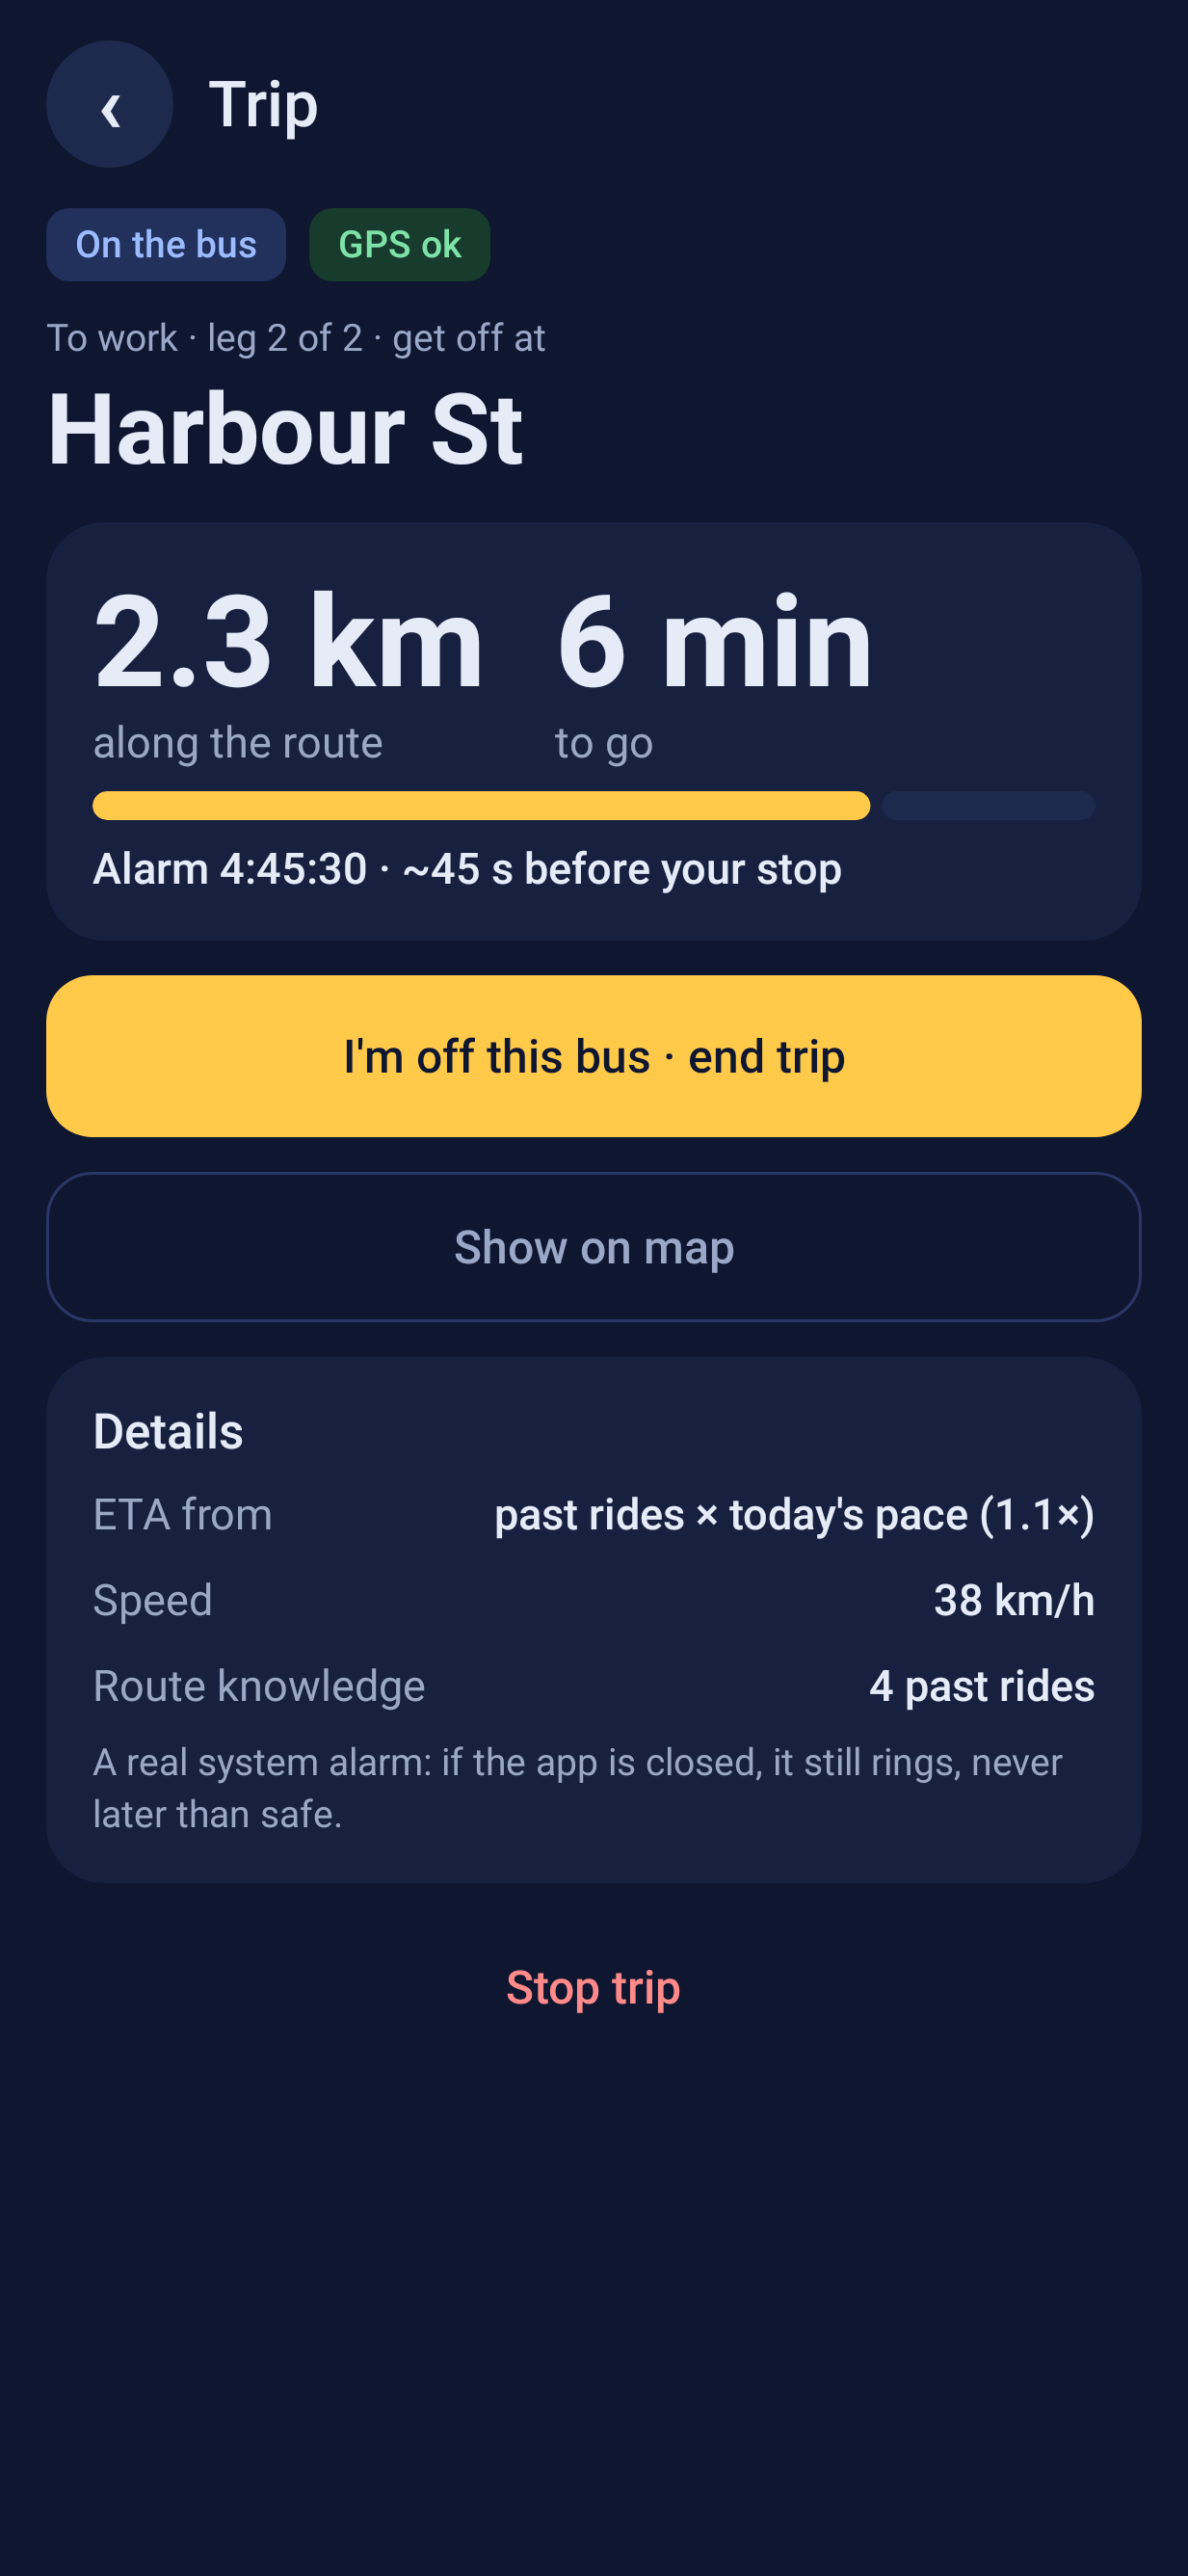 ‹ Trip
On the bus GPS ok
To work · leg 2 of 2 · get off at
Harbour St
2.3 km 6 min
along the route to go
Alarm 4:45:30 · ~45 s before your stop
I'm off this bus · end trip
Show on map
Details
ETA from past rides × today's pace (1.1×)
Speed 38 km/h
Route knowledge 4 past rides
A real system alarm: if the app is closed, it still rings, never
later than safe.
Stop trip